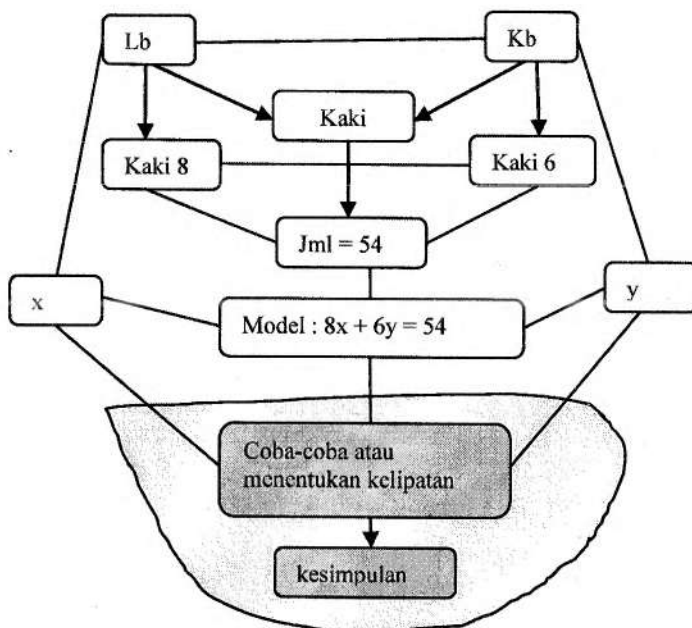 Lb
Kb
Kaki
Kaki 8
Kaki 6
Jml = 54
x
y
Model : 8x + 6y = 54
Coba-coba atau
menentukan kelipatan
kesimpulan